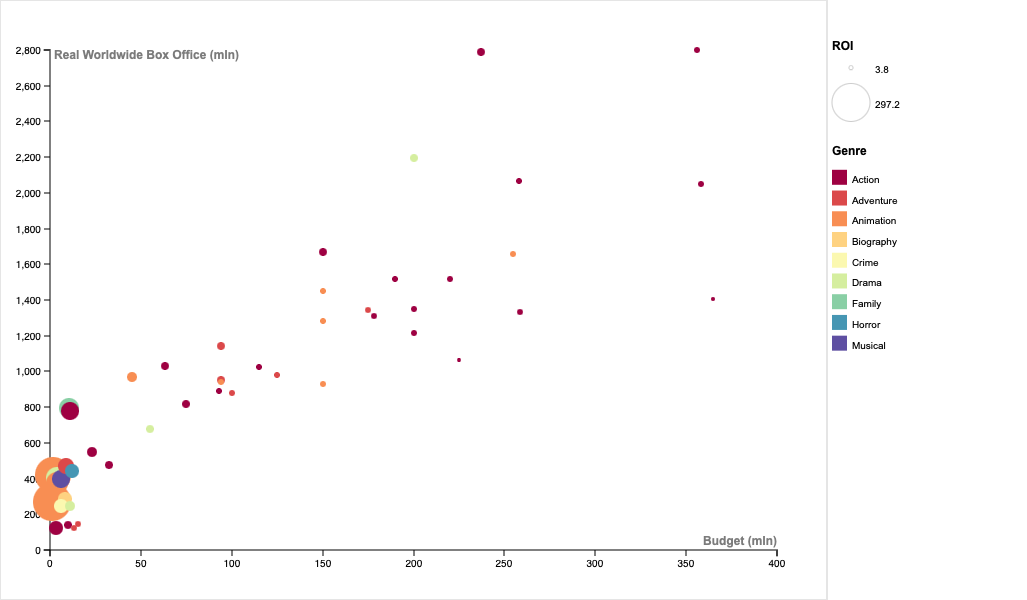 Real Worldwide Box Office (mln)
2,800
2,600
2,400
2,200
2,000
1,800
1,600
1,400
1,200
1,000
800
600
40
20
0
0 50 100 150 200 250 300 350 400
Budget (mln)
ROI
3.8
297.2
Genre
Action
Adventure
Animation
Biography
Crime
Drama
Family
Horror
Musical